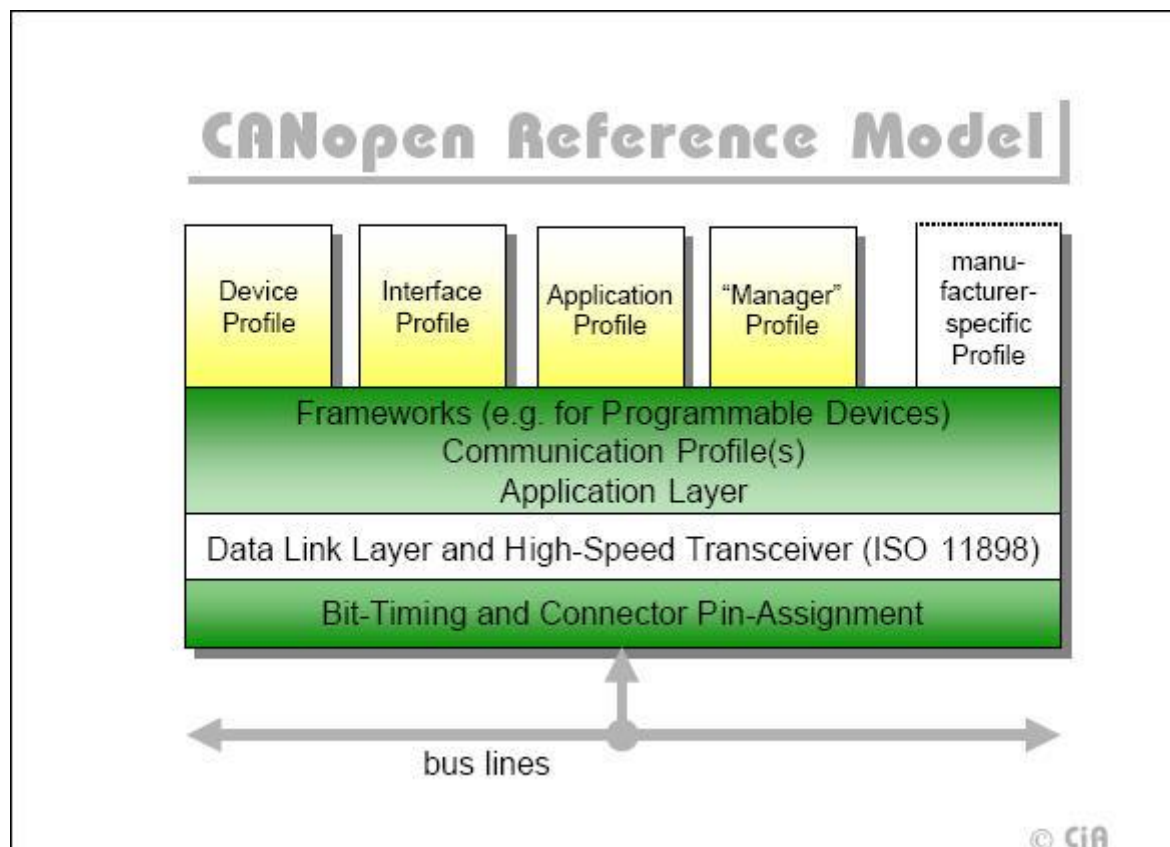 CANopen Reference Model
Device
Profile
Interface
Profile
Application
Profile
“Manager”
Profile
manu-
facturer-
specific
Profile
Frameworks (e.g. for Programmable Devices)
Communication Profile(s)
Application Layer
Data Link Layer and High-Speed Transceiver (ISO 11898)
Bit-Timing and Connector Pin-Assignment
bus lines
© CiA